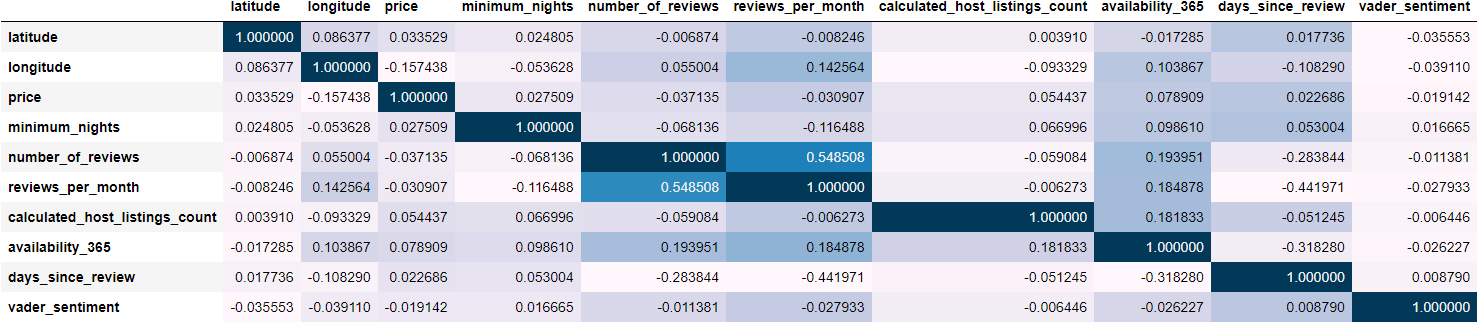 latitude longitude price minimum_nights number_of_reviews reviews_per_month calculated_host_listings_count availability_365 days_since_review vader_sentiment
latitude 1.000000 0.086377 0.033529 0.024805 -0.006874 -0.008246 0.003910 -0.017285 0.017736 -0.035553
longitude 0.086377 1.000000 -0.157438 -0.053628 0.055004 0.142564 -0.093329 0.103867 -0.108290 -0.039110
price 0.033529 -0.157438 1.000000 0.027509 -0.037135 -0.030907 0.054437 0.078909 0.022686 -0.019142
minimum_nights 0.024805 -0.053628 0.027509 1.000000 -0.068136 -0.116488 0.066996 0.098610 0.053004 0.016665
number_of_reviews -0.006874 0.055004 -0.037135 -0.068136 1.000000 0.548508 -0.059084 0.193951 -0.283844 -0.011381
reviews_per_month -0.008246 0.142564 -0.030907 -0.116488 0.548508 1.000000 -0.006273 0.184878 -0.441971 -0.027933
calculated_host_listings_count 0.003910 -0.093329 0.054437 0.066996 -0.059084 -0.006273 1.000000 0.181833 -0.051245 -0.006446
availability_365 -0.017285 0.103867 0.078909 0.098610 0.193951 0.184878 0.181833 1.000000 -0.318280 -0.026227
days_since_review 0.017736 -0.108290 0.022686 0.053004 -0.283844 -0.441971 -0.051245 -0.318280 1.000000 0.008790
vader_sentiment -0.035553 -0.039110 -0.019142 0.016665 -0.011381 -0.027933 -0.006446 -0.026227 0.008790 1.000000